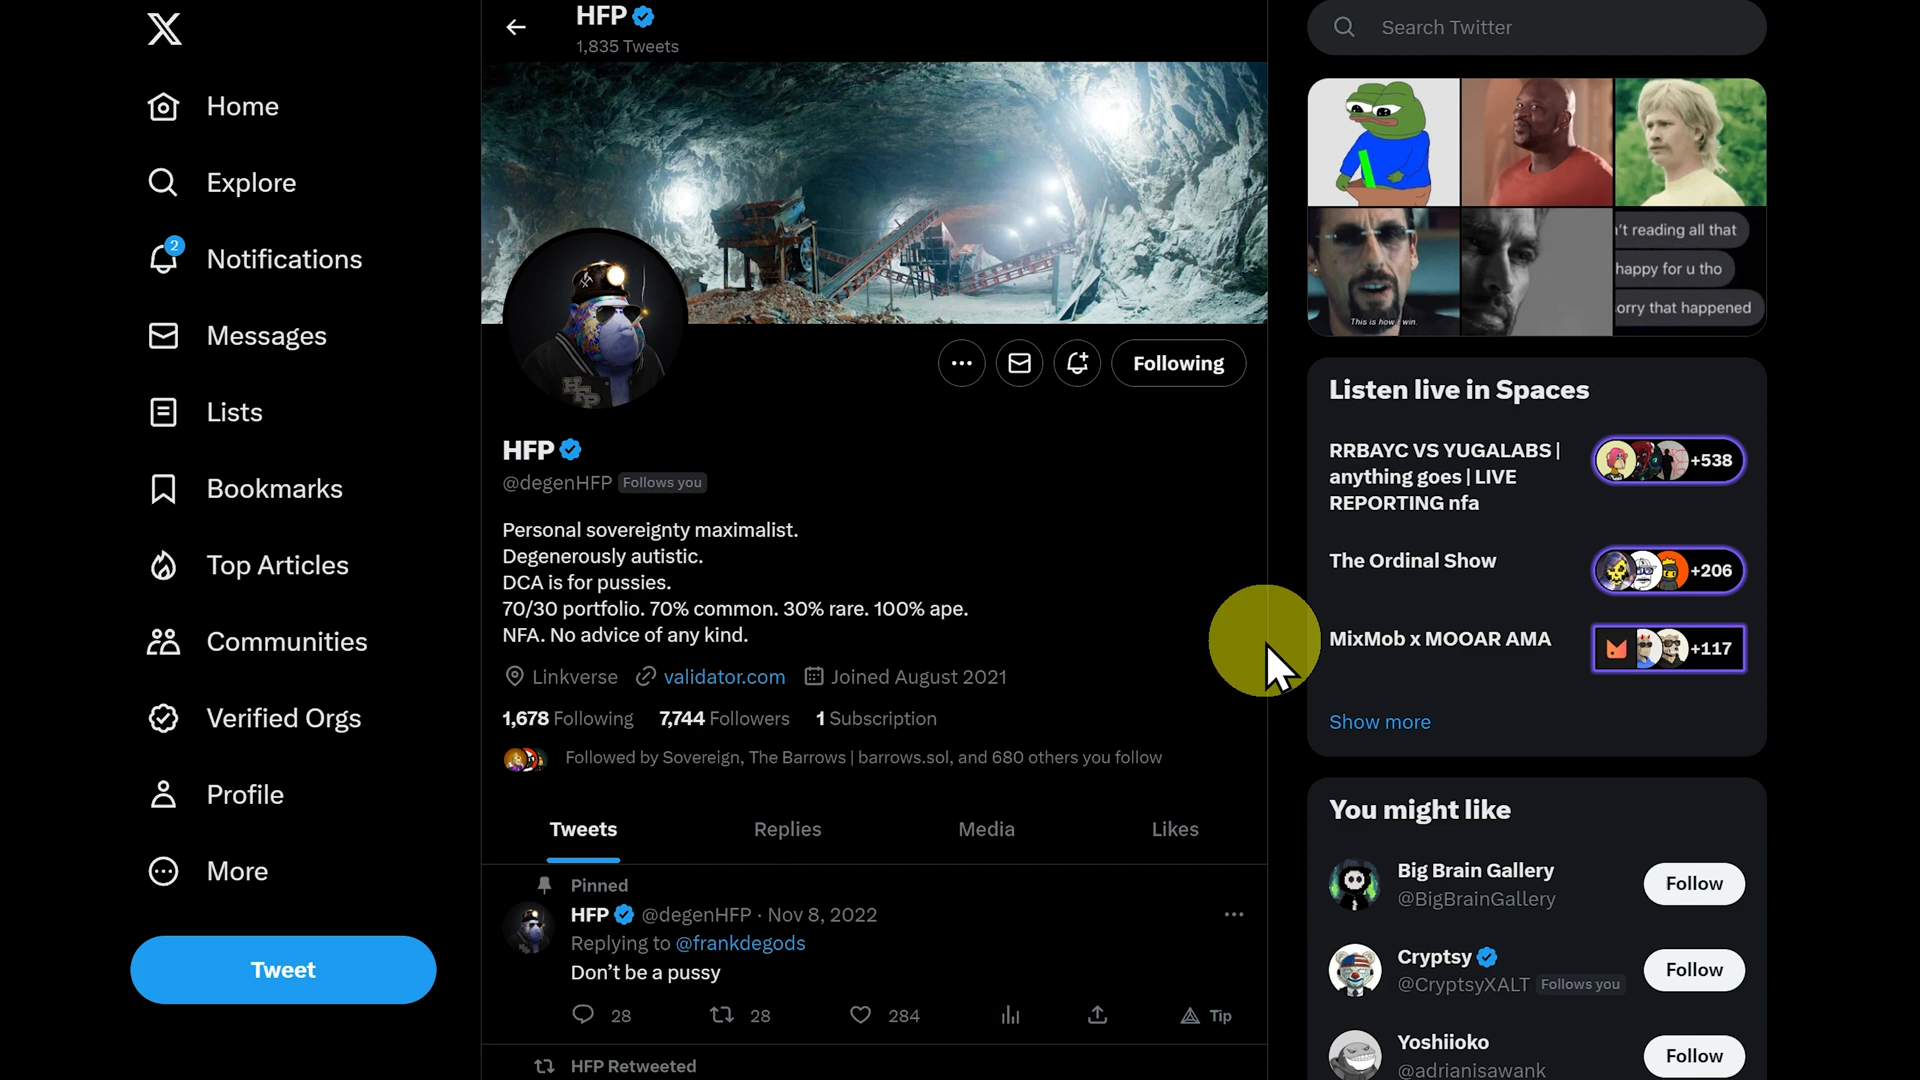 Home
Explore
2
Notifications
Messages
Lists
Bookmarks
Top Articles
Communities
Verified Orgs
Profile
More
Tweet
HFP
1,835 Tweets
HFP
Following
HFP
@degenHFP Follows you
Personal sovereignty maximalist.
Degenerously autistic.
DCA is for pussies.
70/30 portfolio. 70% common. 30% rare. 100% ape.
NFA. No advice of any kind.
Linkverse validator.com Joined August 2021
1,678 Following 7,744 Followers 1 Subscription
Followed by Sovereign, The Barrows | barrows.sol, and 680 others you follow
Tweets Replies Media Likes
Pinned
HFP @degenHFP · Nov 8, 2022
Replying to @frankdegods
Don’t be a pussy
28 28 284 Tip
HFP Retweeted
Search Twitter
This is how I win.
't reading all that
happy for u tho
orry that happened
Listen live in Spaces
RRBAYC VS YUGALABS |
anything goes | LIVE
REPORTING nfa
+538
The Ordinal Show
+206
MixMob x MOOAR AMA
+117
Show more
You might like
Big Brain Gallery
@BigBrainGallery
Follow
Cryptsy
@CryptsyXALT Follows you
Follow
Yoshiioko
@adrianisawank
Follow